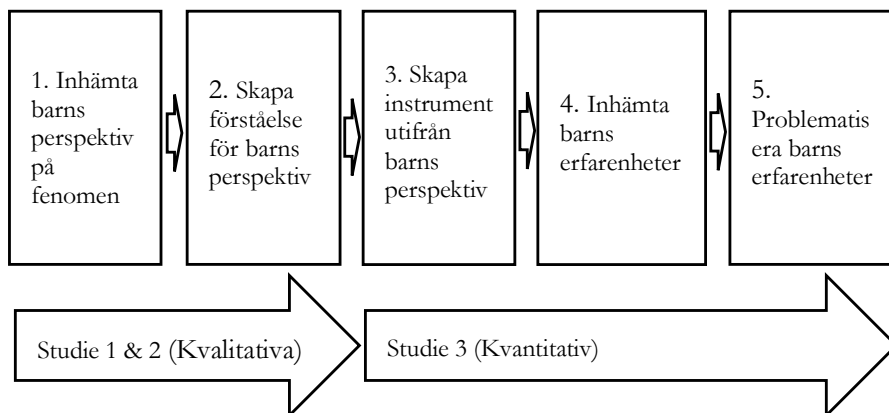 1. Inhämta
barns
perspektiv
på
fenomen
2. Skapa
förståelse
för barns
perspektiv
3. Skapa
instrument
utifrån
barns
perspektiv
4. Inhämta
barns
erfarenheter
5.
Problematis
era barns
erfarenheter
Studie 1 & 2 (Kvalitativa)
Studie 3 (Kvantitativ)